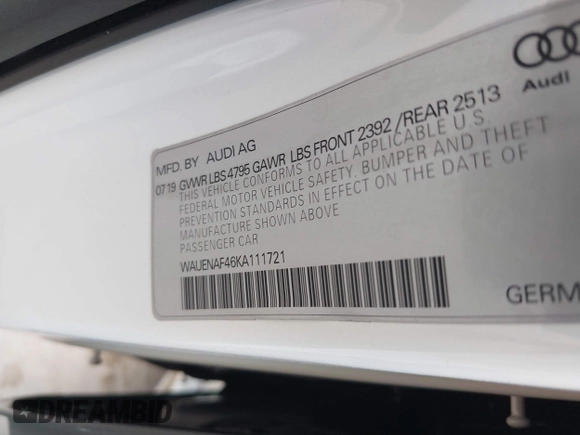 Audi
MFD. BY AUDI AG
07 19 GVWR LBS 4795 GAWR LBS FRONT 2392 / REAR 2513
THIS VEHICLE CONFORMS TO ALL APPLICABLE U.S.
FEDERAL MOTOR VEHICLE SAFETY, BUMPER AND THEFT
PREVENTION STANDARDS IN EFFECT ON THE DATE OF
MANUFACTURE SHOWN ABOVE
PASSENGER CAR
WAUENAF46KA111721
GERM
DREAMBID